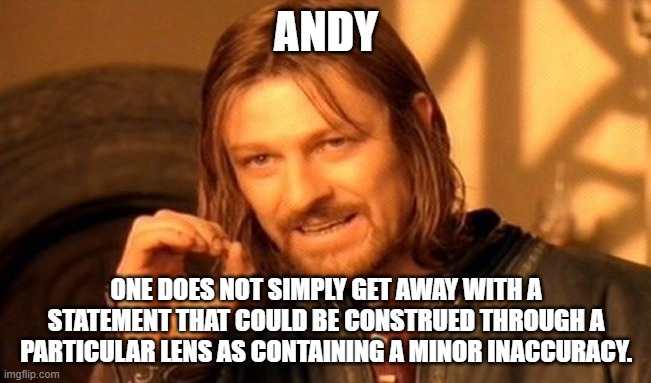 ANDY
ONE DOES NOT SIMPLY GET AWAY WITH A
STATEMENT THAT COULD BE CONSTRUED THROUGH A
PARTICULAR LENS AS CONTAINING A MINOR INACCURACY.
imgflip.com